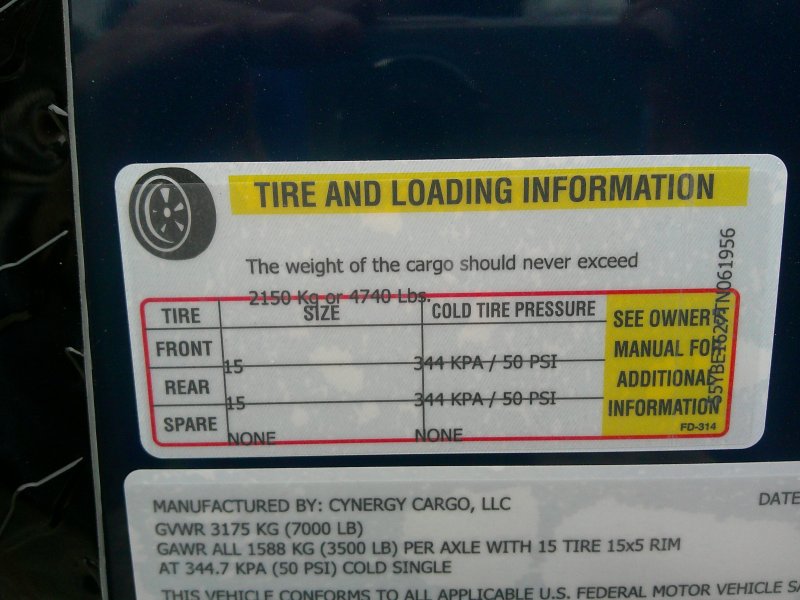 TIRE AND LOADING INFORMATION
The weight of the cargo should never exceed
2150 Kg or 4740 Lbs.
TIRE SIZE COLD TIRE PRESSURE
FRONT 15 344 KPA / 50 PSI
REAR 15 344 KPA / 50 PSI
SPARE NONE NONE
SEE OWNER'S
MANUAL FOR
ADDITIONAL
INFORMATION
FD-314
MANUFACTURED BY: CYNERGY CARGO, LLC DATE
GVWR 3175 KG (7000 LB)
GAWR ALL 1588 KG (3500 LB) PER AXLE WITH 15 TIRE 15x5 RIM
AT 344.7 KPA (50 PSI) COLD SINGLE
THIS VEHICLE CONFORMS TO ALL APPLICABLE U.S. FEDERAL MOTOR VEHICLE